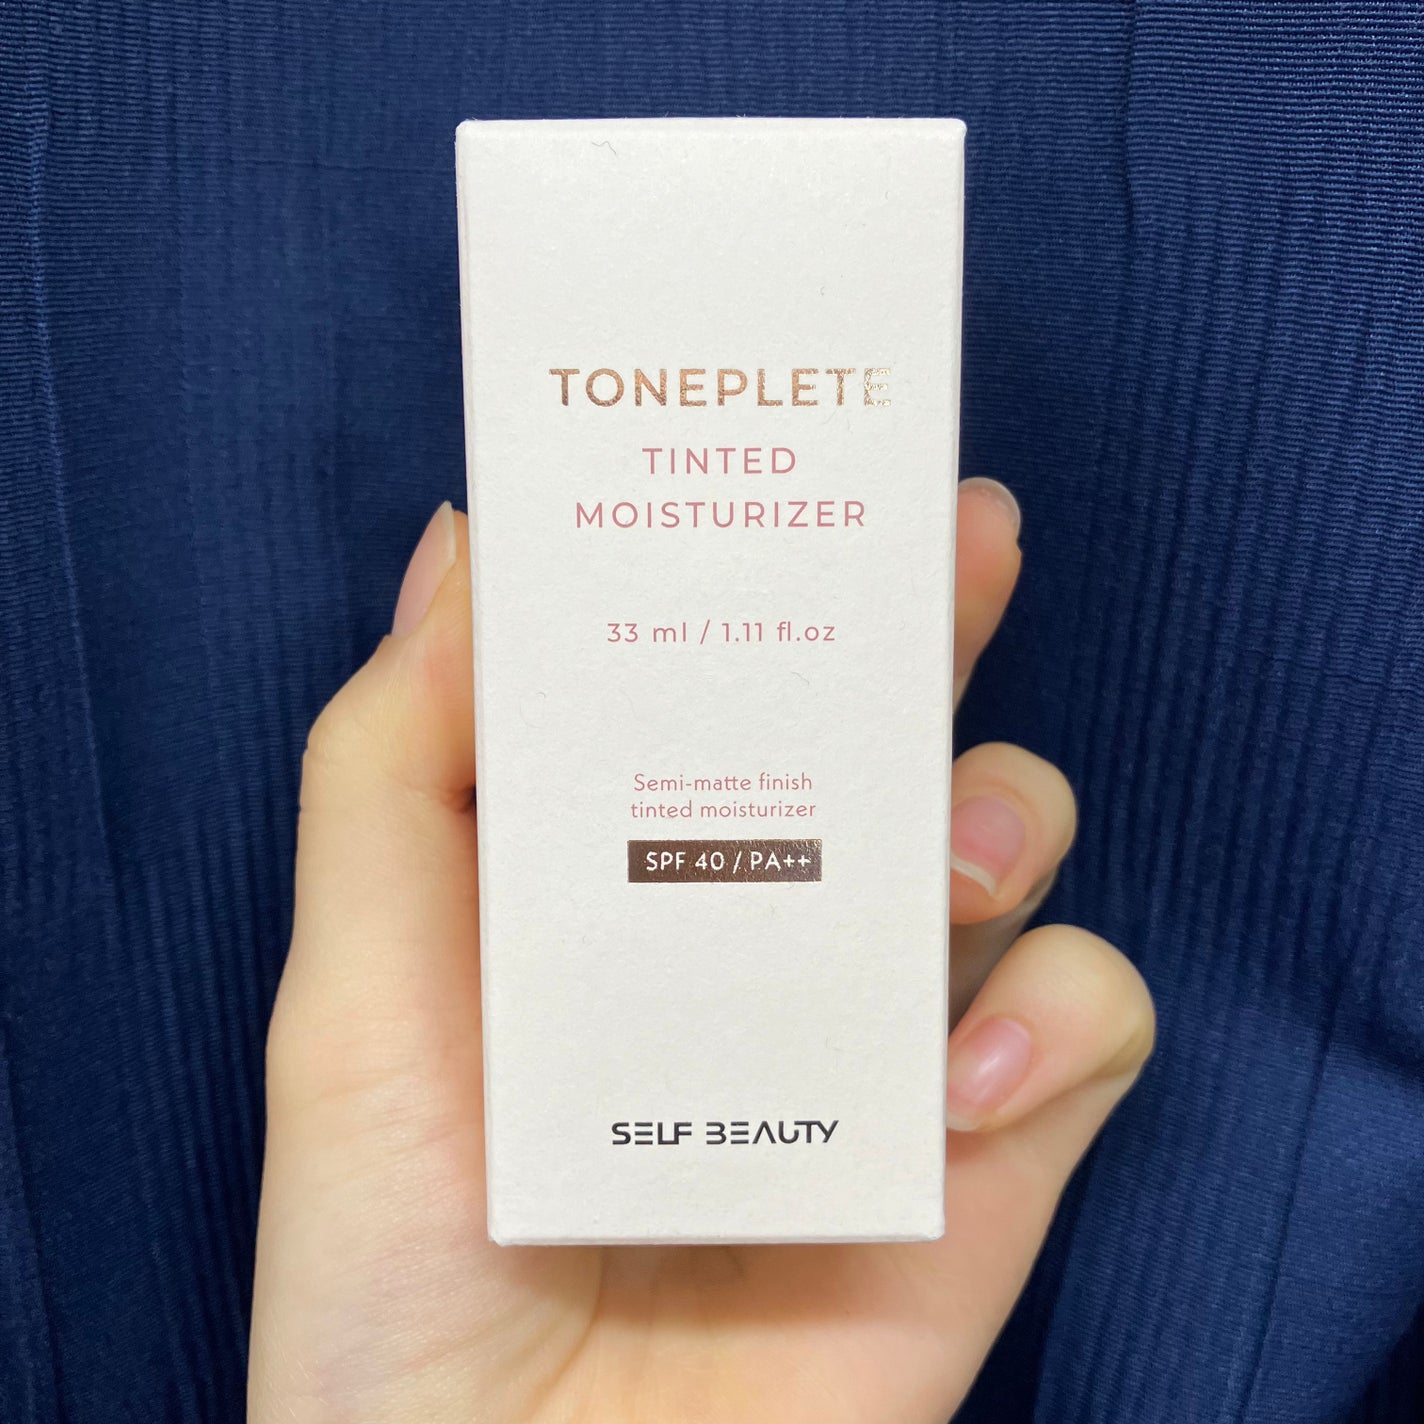 TONEPLETE
TINTED
MOISTURIZER
33 ml / 1.11 fl.oz
Semi-matte finish
tinted moisturizer
SPF 40 / PA++
SELF BEAUTY